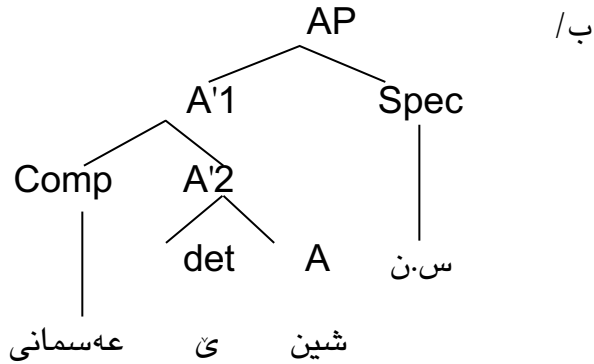 ب/
AP
A'1 Spec
Comp A'2
det A س.ن
شین ێ عەسمانی